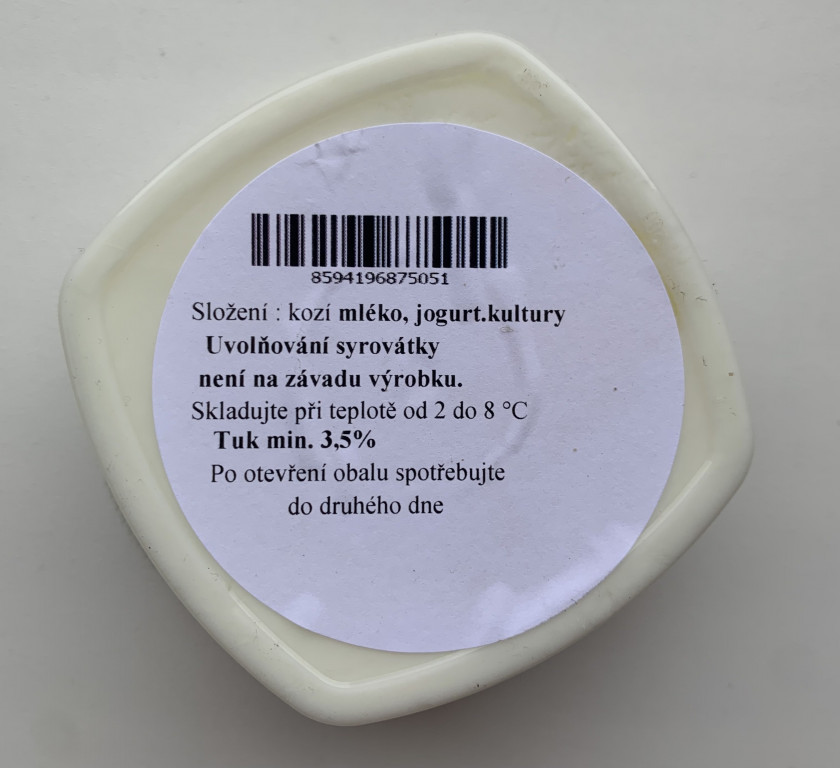 8594196875051
Složení : kozí mléko, jogurt.kultury
Uvolňování syrovátky
není na závadu výrobku.
Skladujte při teplotě od 2 do 8 °C
Tuk min. 3,5%
Po otevření obalu spotřebujte
do druhého dne